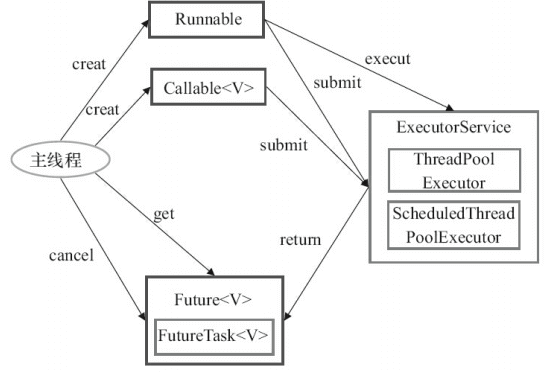 Runnable
creat
execut
submit
creat
Callable<V>
ExecutorService
submit
主线程
ThreadPool
Executor
get
ScheduledThread
PoolExecutor
cancel
return
Future<V>
FutureTask<V>